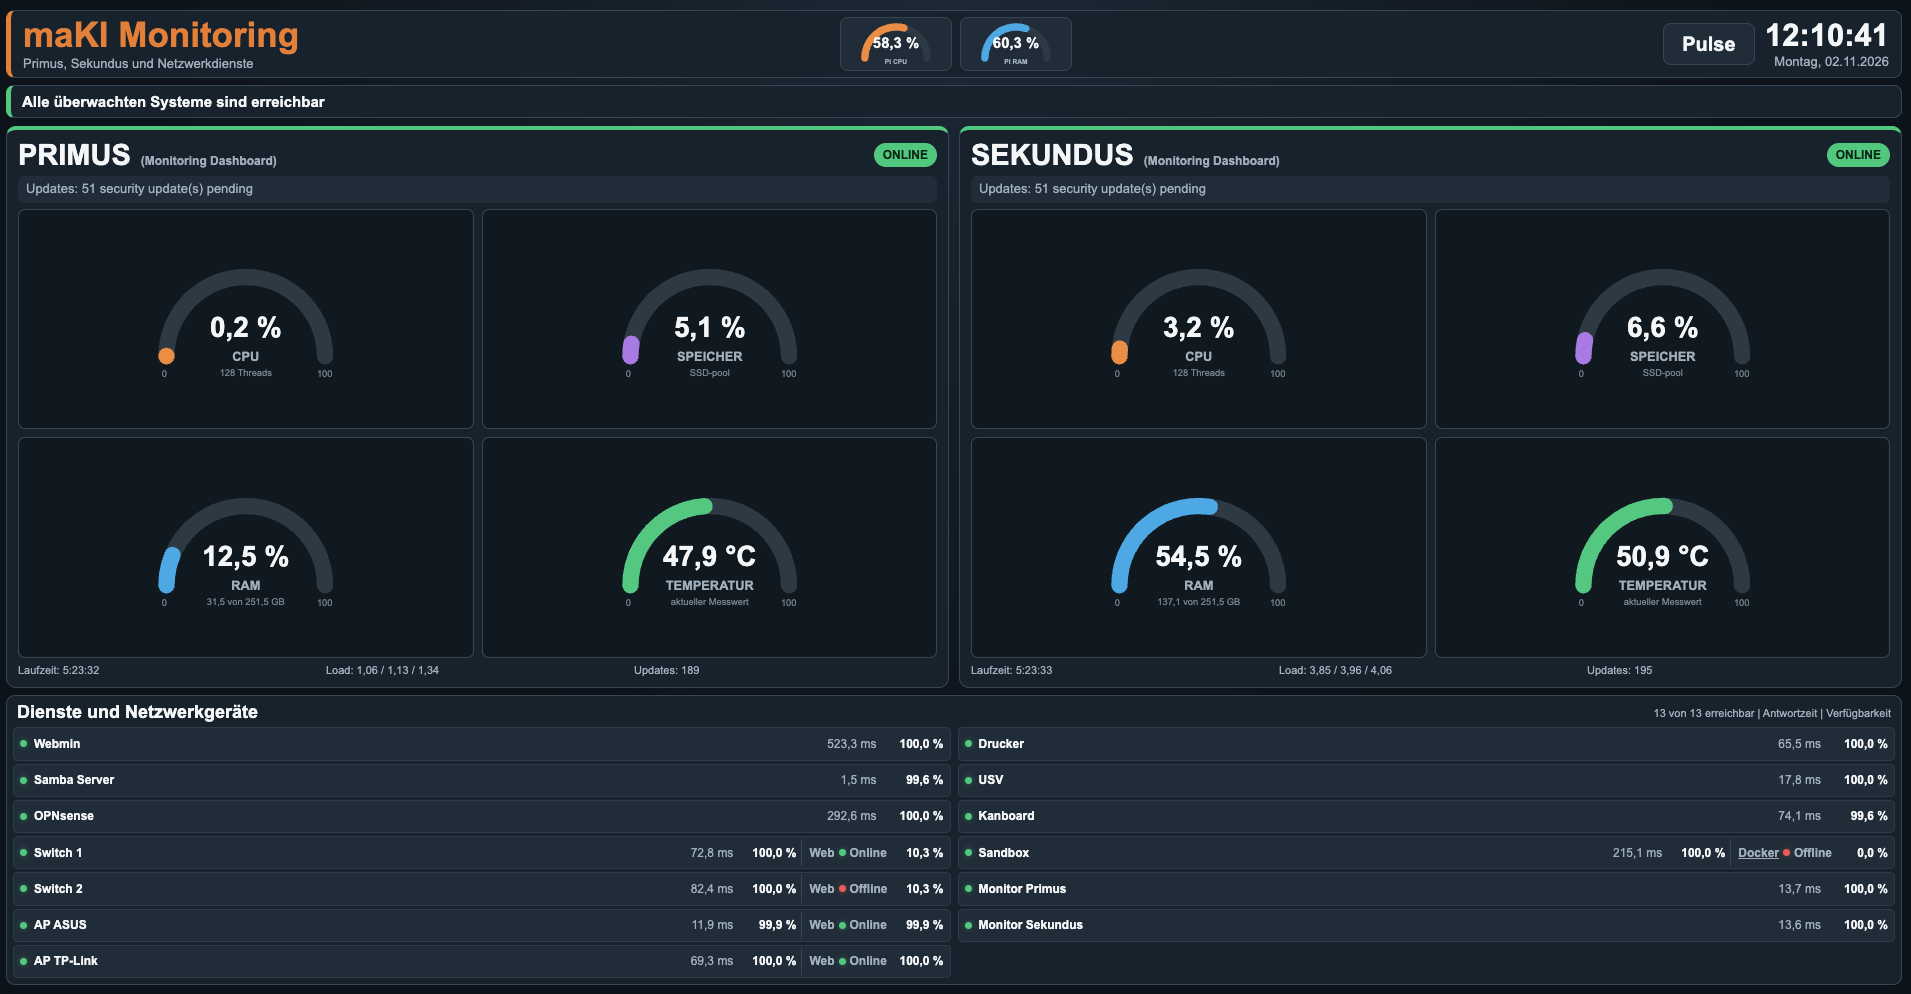 maKI Monitoring
Primus, Sekundus und Netzwerkdienste
58,3 %
PI CPU
60,3 %
PI RAM
Pulse
12:10:41
Montag, 02.11.2026
Alle überwachten Systeme sind erreichbar
PRIMUS (Monitoring Dashboard)
ONLINE
Updates: 51 security update(s) pending
0,2 %
CPU
128 Threads
0 100
5,1 %
SPEICHER
SSD-pool
0 100
12,5 %
RAM
31,5 von 251,5 GB
0 100
47,9 °C
TEMPERATUR
aktueller Messwert
0 100
Laufzeit: 5:23:32 Load: 1,06 / 1,13 / 1,34 Updates: 189
SEKUNDUS (Monitoring Dashboard)
ONLINE
Updates: 51 security update(s) pending
3,2 %
CPU
128 Threads
0 100
6,6 %
SPEICHER
SSD-pool
0 100
54,5 %
RAM
137,1 von 251,5 GB
0 100
50,9 °C
TEMPERATUR
aktueller Messwert
0 100
Laufzeit: 5:23:33 Load: 3,85 / 3,96 / 4,06 Updates: 195
Dienste und Netzwerkgeräte
13 von 13 erreichbar | Antwortzeit | Verfügbarkeit
Webmin 523,3 ms 100,0 %
Samba Server 1,5 ms 99,6 %
OPNsense 292,6 ms 100,0 %
Switch 1 72,8 ms 100,0 % Web Online 10,3 %
Switch 2 82,4 ms 100,0 % Web Offline 10,3 %
AP ASUS 11,9 ms 99,9 % Web Online 99,9 %
AP TP-Link 69,3 ms 100,0 % Web Online 100,0 %
Drucker 65,5 ms 100,0 %
USV 17,8 ms 100,0 %
Kanboard 74,1 ms 99,6 %
Sandbox 215,1 ms 100,0 % Docker Offline 0,0 %
Monitor Primus 13,7 ms 100,0 %
Monitor Sekundus 13,6 ms 100,0 %